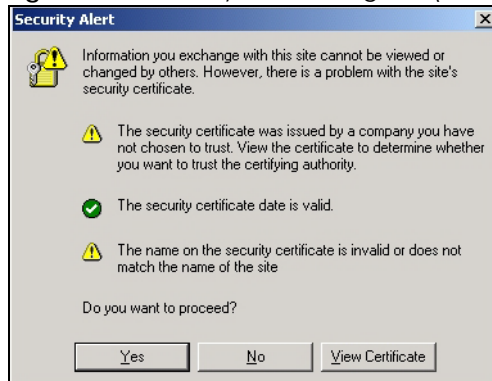 Security Alert
Information you exchange with this site cannot be viewed or
changed by others. However, there is a problem with the site's
security certificate.
The security certificate was issued by a company you have
not chosen to trust. View the certificate to determine whether
you want to trust the certifying authority.
The security certificate date is valid.
The name on the security certificate is invalid or does not
match the name of the site
Do you want to proceed?
Yes No View Certificate